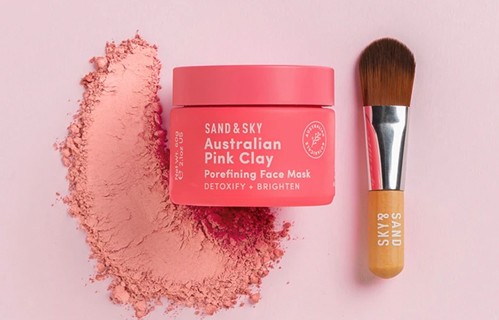 SAND & SKY
Australian
Pink Clay
Porefining Face Mask
DETOXIFY + BRIGHTEN
SAND
& SKY